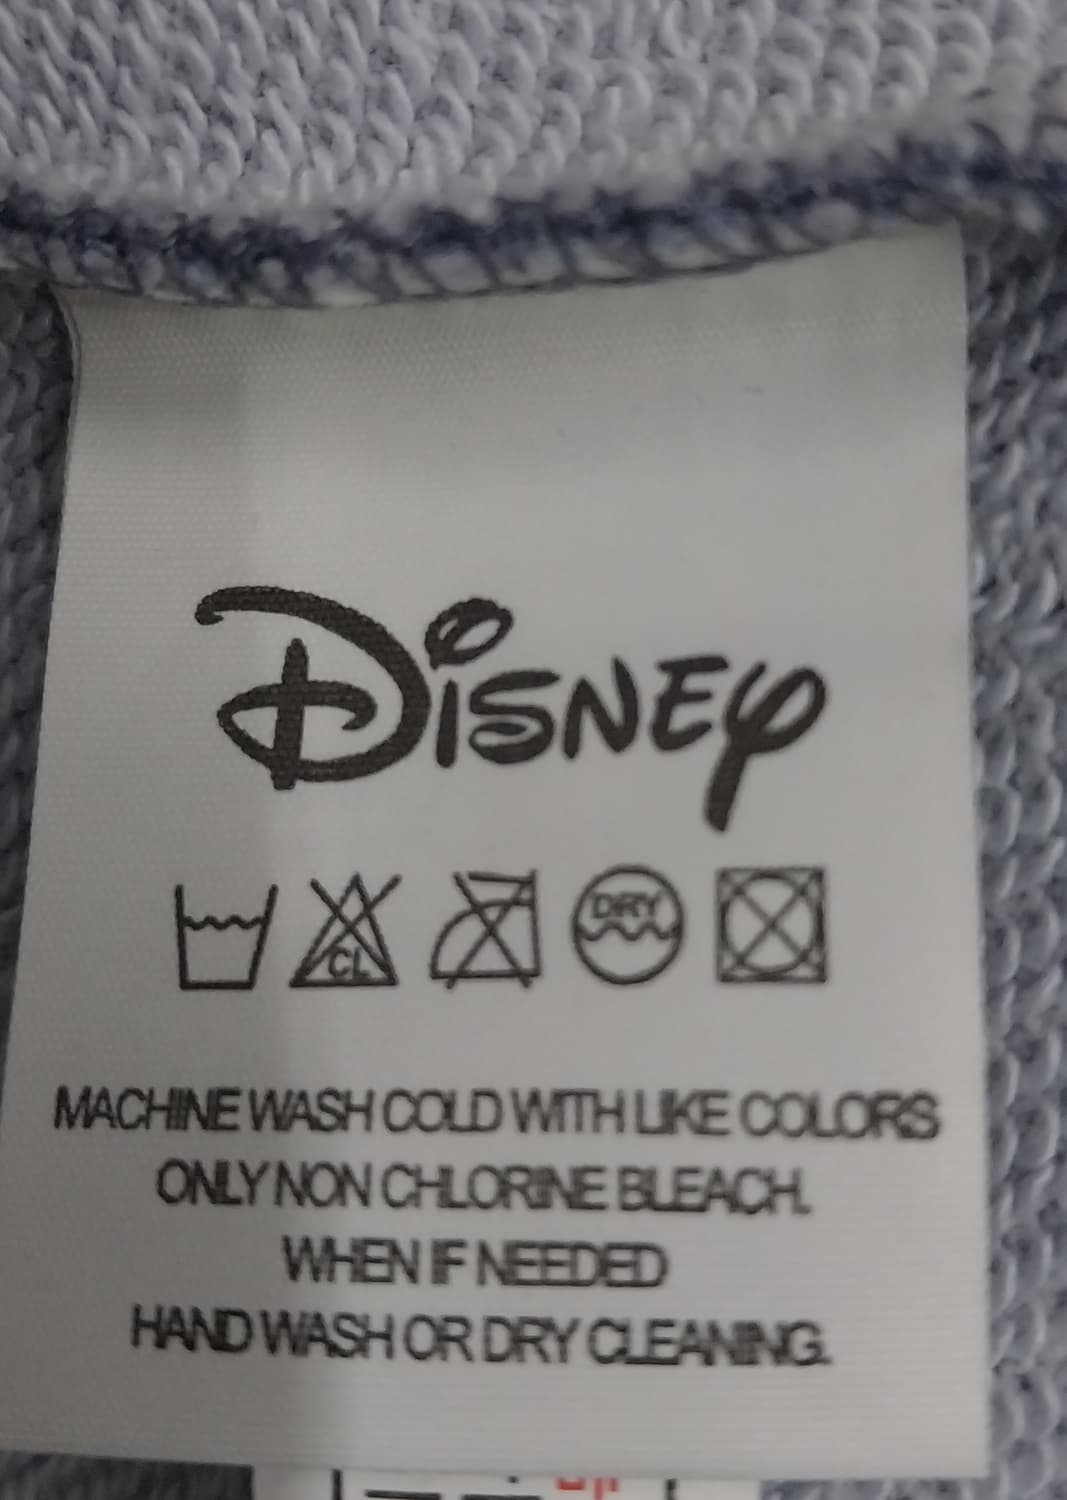 Disney
CL
DRY
MACHINE WASH COLD WITH LIKE COLORS
ONLY NON CHLORINE BLEACH.
WHEN IF NEEDED
HAND WASH OR DRY CLEANING.